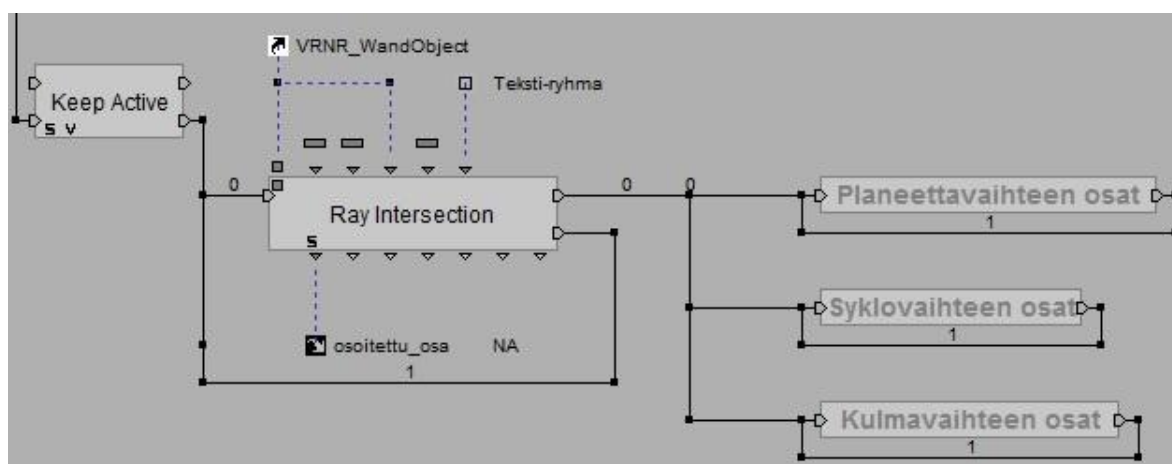 VRNR_WandObject
Teksti-ryhma
Keep Active
S V
0
Ray Intersection
S
0
0
Planeettavaihteen osat
1
Syklovaihteen osat
1
osoitettu_osa NA
1
Kulmavaihteen osat
1